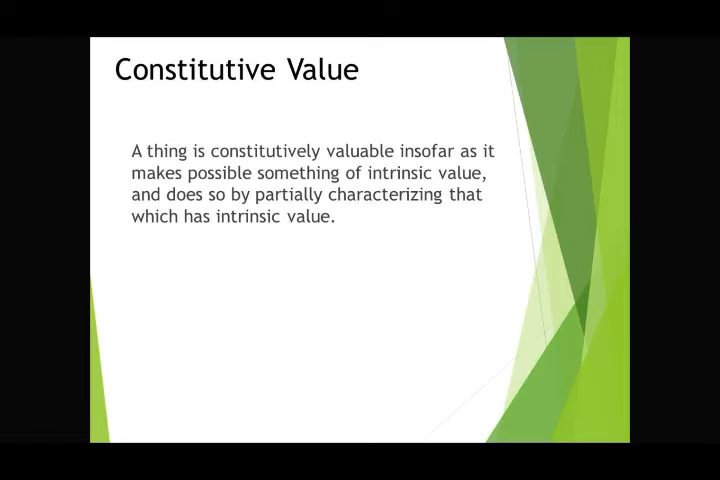 Constitutive Value
A thing is constitutively valuable insofar as it
makes possible something of intrinsic value,
and does so by partially characterizing that
which has intrinsic value.